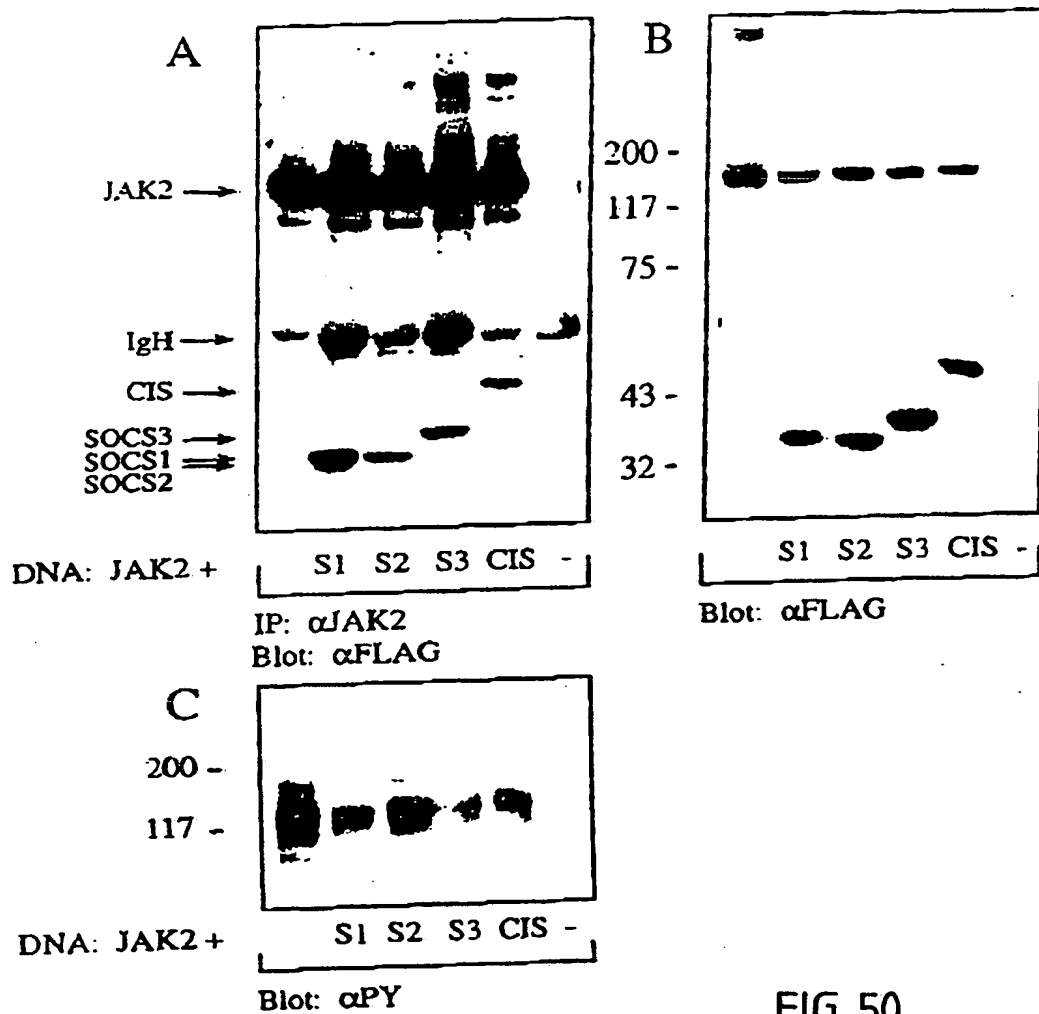 A
JAK2
IgH
CIS
SOCS3
SOCS1
SOCS2
DNA: JAK2 + S1 S2 S3 CIS -
IP: αJAK2
Blot: αFLAG
B
200 -
117 -
75 -
43 -
32 -
S1 S2 S3 CIS -
Blot: αFLAG
C
200 -
117 -
DNA: JAK2 + S1 S2 S3 CIS -
Blot: αPY
FIG 50